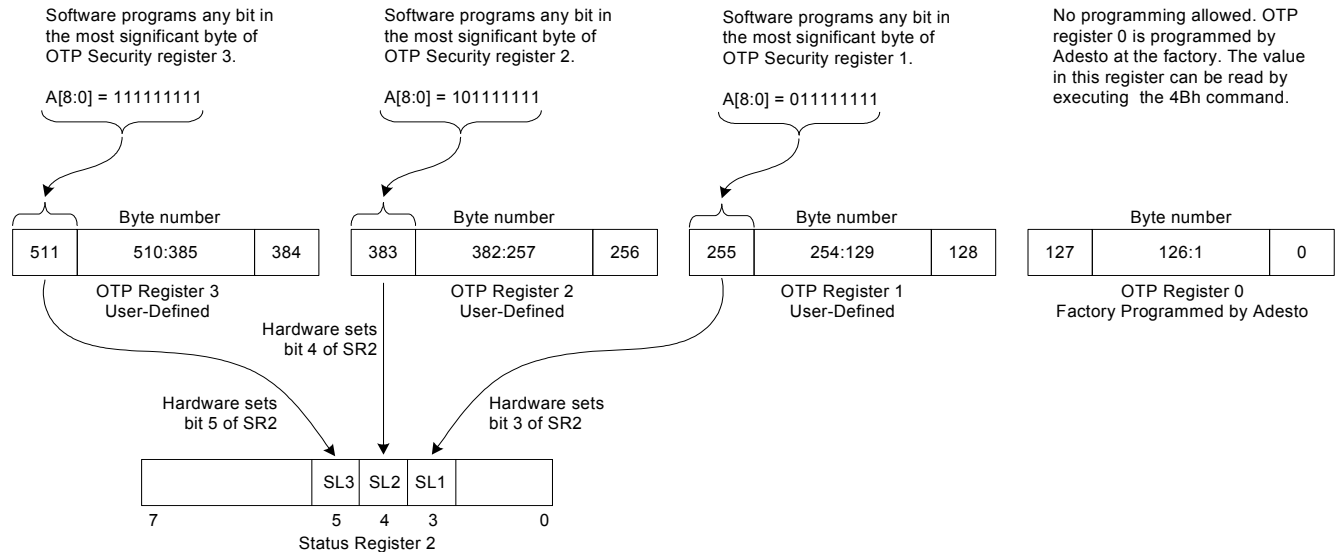 Software programs any bit in
the most significant byte of
OTP Security register 3.
A[8:0] = 111111111
Software programs any bit in
the most significant byte of
OTP Security register 2.
A[8:0] = 101111111
Software programs any bit in
the most significant byte of
OTP Security register 1.
A[8:0] = 011111111
No programming allowed. OTP
register 0 is programmed by
Adesto at the factory. The value
in this register can be read by
executing the 4Bh command.
Byte number
511 510:385 384
OTP Register 3
User-Defined
Byte number
383 382:257 256
OTP Register 2
User-Defined
Byte number
255 254:129 128
OTP Register 1
User-Defined
Byte number
127 126:1 0
OTP Register 0
Factory Programmed by Adesto
Hardware sets
bit 4 of SR2
Hardware sets
bit 5 of SR2
Hardware sets
bit 3 of SR2
SL3 SL2 SL1
7 5 4 3 0
Status Register 2